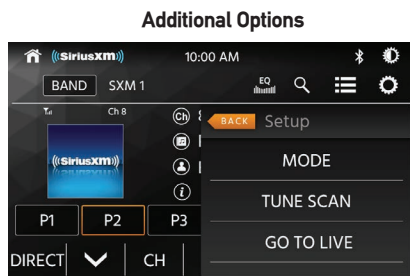 Additional Options
((SiriusXM)) 10:00 AM
BAND SXM 1 EQ
Ch 8 Ch
BACK Setup
((SiriusXM))
MODE
i
TUNE SCAN
P1 P2 P3
GO TO LIVE
DIRECT CH